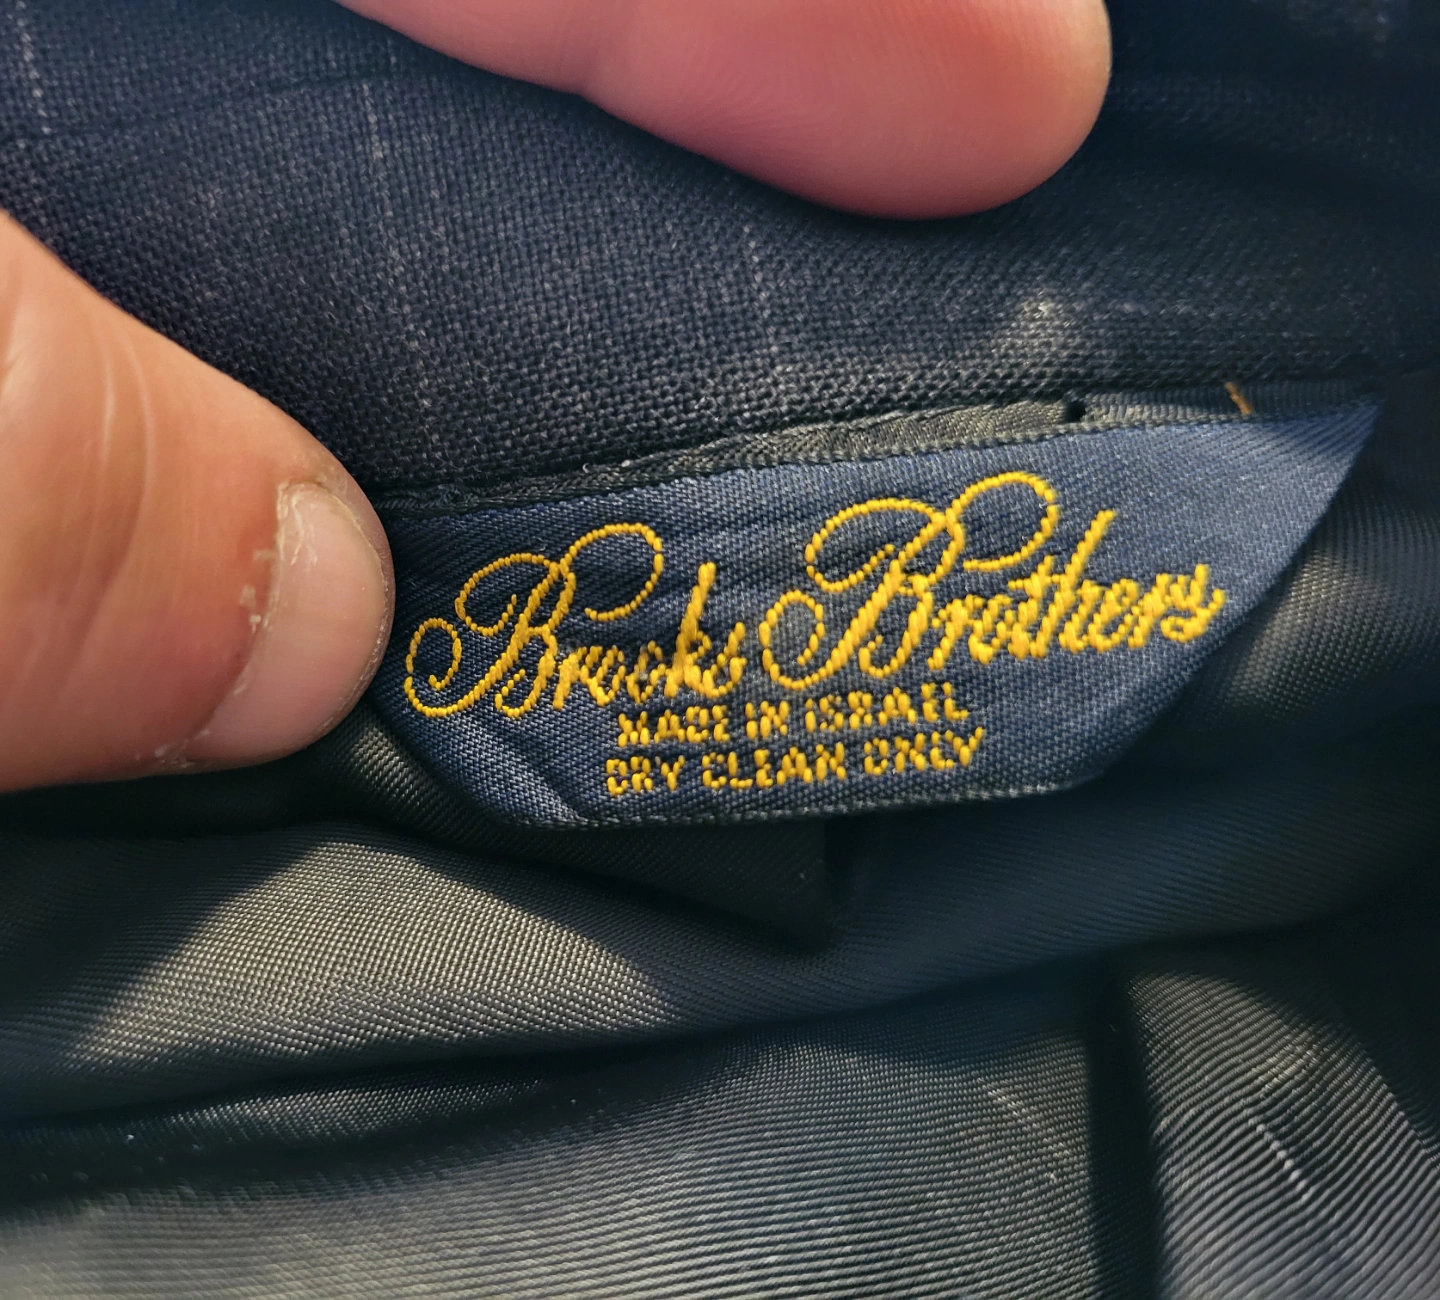 Brooks Brothers
MADE IN ISRAEL
DRY CLEAN ONLY